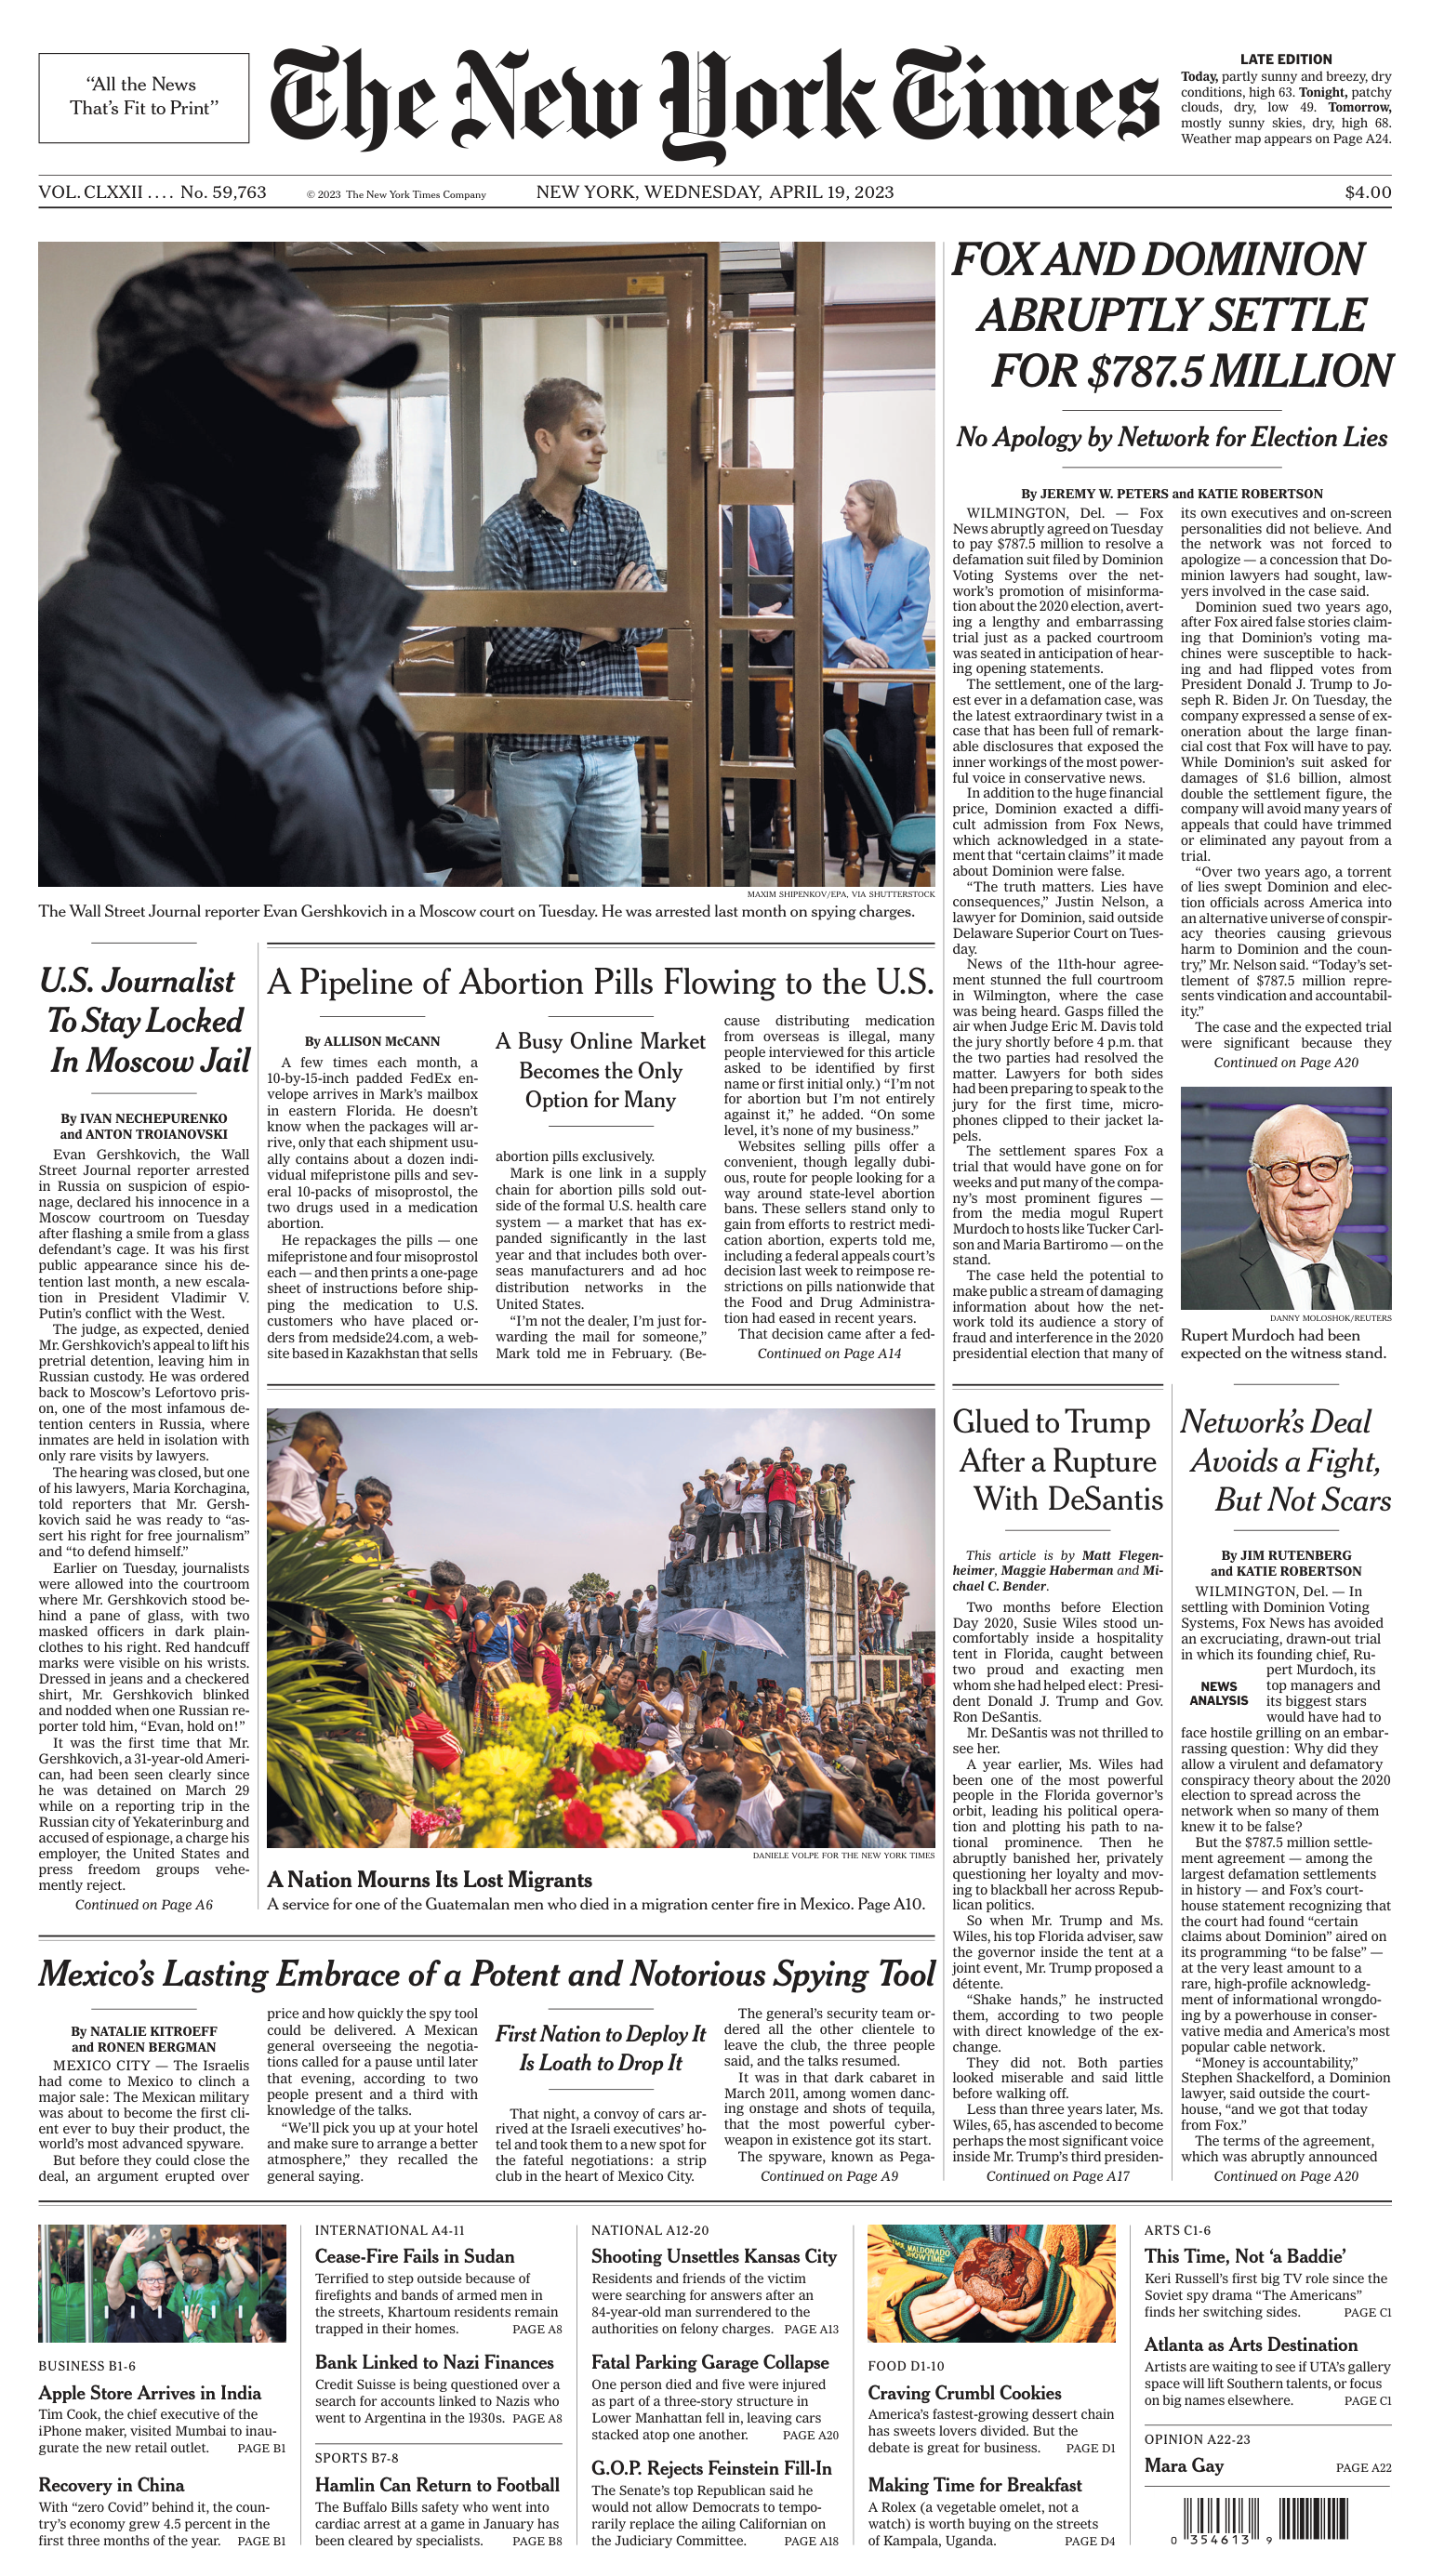 “All the News
That’s Fit to Print”
The New York Times
LATE EDITION
Today, partly sunny and breezy, dry
conditions, high 63. Tonight, patchy
clouds, dry, low 49. Tomorrow,
mostly sunny skies, dry, high 68.
Weather map appears on Page A24.
VOL. CLXXII .... No. 59,763
© 2023 The New York Times Company
NEW YORK, WEDNESDAY, APRIL 19, 2023
$4.00
MAXIM SHIPENKOV/EPA, VIA SHUTTERSTOCK
The Wall Street Journal reporter Evan Gershkovich in a Moscow court on Tuesday. He was arrested last month on spying charges.
FOX AND DOMINION
ABRUPTLY SETTLE
FOR $787.5 MILLION
No Apology by Network for Election Lies
By JEREMY W. PETERS and KATIE ROBERTSON
WILMINGTON, Del. — Fox
News abruptly agreed on Tuesday
to pay $787.5 million to resolve a
defamation suit filed by Dominion
Voting Systems over the net-
work’s promotion of misinforma-
tion about the 2020 election, avert-
ing a lengthy and embarrassing
trial just as a packed courtroom
was seated in anticipation of hear-
ing opening statements.
The settlement, one of the larg-
est ever in a defamation case, was
the latest extraordinary twist in a
case that has been full of remark-
able disclosures that exposed the
inner workings of the most power-
ful voice in conservative news.
In addition to the huge financial
price, Dominion exacted a diffi-
cult admission from Fox News,
which acknowledged in a state-
ment that “certain claims” it made
about Dominion were false.
“The truth matters. Lies have
consequences,” Justin Nelson, a
lawyer for Dominion, said outside
Delaware Superior Court on Tues-
day.
News of the 11th-hour agree-
ment stunned the full courtroom
in Wilmington, where the case
was being heard. Gasps filled the
air when Judge Eric M. Davis told
the jury shortly before 4 p.m. that
the two parties had resolved the
matter. Lawyers for both sides
had been preparing to speak to the
jury for the first time, micro-
phones clipped to their jacket la-
pels.
The settlement spares Fox a
trial that would have gone on for
weeks and put many of the compa-
ny’s most prominent figures —
from the media mogul Rupert
Murdoch to hosts like Tucker Carl-
son and Maria Bartiromo — on the
stand.
The case held the potential to
make public a stream of damaging
information about how the net-
work told its audience a story of
fraud and interference in the 2020
presidential election that many of
its own executives and on-screen
personalities did not believe. And
the network was not forced to
apologize — a concession that Do-
minion lawyers had sought, law-
yers involved in the case said.
Dominion sued two years ago,
after Fox aired false stories claim-
ing that Dominion’s voting ma-
chines were susceptible to hack-
ing and had flipped votes from
President Donald J. Trump to Jo-
seph R. Biden Jr. On Tuesday, the
company expressed a sense of ex-
oneration about the large finan-
cial cost that Fox will have to pay.
While Dominion’s suit asked for
damages of $1.6 billion, almost
double the settlement figure, the
company will avoid many years of
appeals that could have trimmed
or eliminated any payout from a
trial.
“Over two years ago, a torrent
of lies swept Dominion and elec-
tion officials across America into
an alternative universe of conspir-
acy theories causing grievous
harm to Dominion and the coun-
try,” Mr. Nelson said. “Today’s set-
tlement of $787.5 million repre-
sents vindication and accountabil-
ity.”
The case and the expected trial
were significant because they
Continued on Page A20
DANNY MOLOSHOK/REUTERS
Rupert Murdoch had been
expected on the witness stand.
U.S. Journalist
To Stay Locked
In Moscow Jail
By IVAN NECHEPURENKO
and ANTON TROIANOVSKI
Evan Gershkovich, the Wall
Street Journal reporter arrested
in Russia on suspicion of espio-
nage, declared his innocence in a
Moscow courtroom on Tuesday
after flashing a smile from a glass
defendant’s cage. It was his first
public appearance since his de-
tention last month, a new escala-
tion in President Vladimir V.
Putin’s conflict with the West.
The judge, as expected, denied
Mr. Gershkovich’s appeal to lift his
pretrial detention, leaving him in
Russian custody. He was ordered
back to Moscow’s Lefortovo pris-
on, one of the most infamous de-
tention centers in Russia, where
inmates are held in isolation with
only rare visits by lawyers.
The hearing was closed, but one
of his lawyers, Maria Korchagina,
told reporters that Mr. Gersh-
kovich said he was ready to “as-
sert his right for free journalism”
and “to defend himself.”
Earlier on Tuesday, journalists
were allowed into the courtroom
where Mr. Gershkovich stood be-
hind a pane of glass, with two
masked officers in dark plain-
clothes to his right. Red handcuff
marks were visible on his wrists.
Dressed in jeans and a checkered
shirt, Mr. Gershkovich blinked
and nodded when one Russian re-
porter told him, “Evan, hold on!”
It was the first time that Mr.
Gershkovich, a 31-year-old Ameri-
can, had been seen clearly since
he was detained on March 29
while on a reporting trip in the
Russian city of Yekaterinburg and
accused of espionage, a charge his
employer, the United States and
press freedom groups vehe-
mently reject.
Continued on Page A6
A Pipeline of Abortion Pills Flowing to the U.S.
By ALLISON McCANN
A few times each month, a
10-by-15-inch padded FedEx en-
velope arrives in Mark’s mailbox
in eastern Florida. He doesn’t
know when the packages will ar-
rive, only that each shipment usu-
ally contains about a dozen indi-
vidual mifepristone pills and sev-
eral 10-packs of misoprostol, the
two drugs used in a medication
abortion.
He repackages the pills — one
mifepristone and four misoprostol
each — and then prints a one-page
sheet of instructions before ship-
ping the medication to U.S.
customers who have placed or-
ders from medside24.com, a web-
site based in Kazakhstan that sells
A Busy Online Market
Becomes the Only
Option for Many
abortion pills exclusively.
Mark is one link in a supply
chain for abortion pills sold out-
side of the formal U.S. health care
system — a market that has ex-
panded significantly in the last
year and that includes both over-
seas manufacturers and ad hoc
distribution networks in the
United States.
“I’m not the dealer, I’m just for-
warding the mail for someone,”
Mark told me in February. (Be-
cause distributing medication
from overseas is illegal, many
people interviewed for this article
asked to be identified by first
name or first initial only.) “I’m not
for abortion but I’m not entirely
against it,” he added. “On some
level, it’s none of my business.”
Websites selling pills offer a
convenient, though legally dubi-
ous, route for people looking for a
way around state-level abortion
bans. These sellers stand only to
gain from efforts to restrict medi-
cation abortion, experts told me,
including a federal appeals court’s
decision last week to reimpose re-
strictions on pills nationwide that
the Food and Drug Administra-
tion had eased in recent years.
That decision came after a fed-
Continued on Page A14
DANIELE VOLPE FOR THE NEW YORK TIMES
A Nation Mourns Its Lost Migrants
A service for one of the Guatemalan men who died in a migration center fire in Mexico. Page A10.
Glued to Trump
After a Rupture
With DeSantis
This article is by Matt Flegen-
heimer, Maggie Haberman and Mi-
chael C. Bender.
Two months before Election
Day 2020, Susie Wiles stood un-
comfortably inside a hospitality
tent in Florida, caught between
two proud and exacting men
whom she had helped elect: Presi-
dent Donald J. Trump and Gov.
Ron DeSantis.
Mr. DeSantis was not thrilled to
see her.
A year earlier, Ms. Wiles had
been one of the most powerful
people in the Florida governor’s
orbit, leading his political opera-
tion and plotting his path to na-
tional prominence. Then he
abruptly banished her, privately
questioning her loyalty and mov-
ing to blackball her across Repub-
lican politics.
So when Mr. Trump and Ms.
Wiles, his top Florida adviser, saw
the governor inside the tent at a
joint event, Mr. Trump proposed a
détente.
“Shake hands,” he instructed
them, according to two people
with direct knowledge of the ex-
change.
They did not. Both parties
looked miserable and said little
before walking off.
Less than three years later, Ms.
Wiles, 65, has ascended to become
perhaps the most significant voice
inside Mr. Trump’s third presiden-
Continued on Page A17
Network’s Deal
Avoids a Fight,
But Not Scars
By JIM RUTENBERG
and KATIE ROBERTSON
WILMINGTON, Del. — In
settling with Dominion Voting
Systems, Fox News has avoided
an excruciating, drawn-out trial
in which its founding chief, Ru-
pert Murdoch, its
top managers and
its biggest stars
would have had to
NEWS
ANALYSIS
face hostile grilling on an embar-
rassing question: Why did they
allow a virulent and defamatory
conspiracy theory about the 2020
election to spread across the
network when so many of them
knew it to be false?
But the $787.5 million settle-
ment agreement — among the
largest defamation settlements
in history — and Fox’s court-
house statement recognizing that
the court had found “certain
claims about Dominion” aired on
its programming “to be false” —
at the very least amount to a
rare, high-profile acknowledg-
ment of informational wrongdo-
ing by a powerhouse in conser-
vative media and America’s most
popular cable network.
“Money is accountability,”
Stephen Shackelford, a Dominion
lawyer, said outside the court-
house, “and we got that today
from Fox.”
The terms of the agreement,
which was abruptly announced
Continued on Page A20
Mexico’s Lasting Embrace of a Potent and Notorious Spying Tool
By NATALIE KITROEFF
and RONEN BERGMAN
MEXICO CITY — The Israelis
had come to Mexico to clinch a
major sale: The Mexican military
was about to become the first cli-
ent ever to buy their product, the
world’s most advanced spyware.
But before they could close the
deal, an argument erupted over
price and how quickly the spy tool
could be delivered. A Mexican
general overseeing the negotia-
tions called for a pause until later
that evening, according to two
people present and a third with
knowledge of the talks.
“We’ll pick you up at your hotel
and make sure to arrange a better
atmosphere,” they recalled the
general saying.
First Nation to Deploy It
Is Loath to Drop It
That night, a convoy of cars ar-
rived at the Israeli executives’ ho-
tel and took them to a new spot for
the fateful negotiations: a strip
club in the heart of Mexico City.
The general’s security team or-
dered all the other clientele to
leave the club, the three people
said, and the talks resumed.
It was in that dark cabaret in
March 2011, among women danc-
ing onstage and shots of tequila,
that the most powerful cyber-
weapon in existence got its start.
The spyware, known as Pega-
Continued on Page A9
BUSINESS B1-6
Apple Store Arrives in India
Tim Cook, the chief executive of the
iPhone maker, visited Mumbai to inau-
gurate the new retail outlet. PAGE B1
Recovery in China
With “zero Covid” behind it, the coun-
try’s economy grew 4.5 percent in the
first three months of the year. PAGE B1
INTERNATIONAL A4-11
Cease-Fire Fails in Sudan
Terrified to step outside because of
firefights and bands of armed men in
the streets, Khartoum residents remain
trapped in their homes. PAGE A8
Bank Linked to Nazi Finances
Credit Suisse is being questioned over a
search for accounts linked to Nazis who
went to Argentina in the 1930s. PAGE A8
SPORTS B7-8
Hamlin Can Return to Football
The Buffalo Bills safety who went into
cardiac arrest at a game in January has
been cleared by specialists. PAGE B8
NATIONAL A12-20
Shooting Unsettles Kansas City
Residents and friends of the victim
were searching for answers after an
84-year-old man surrendered to the
authorities on felony charges. PAGE A13
Fatal Parking Garage Collapse
One person died and five were injured
as part of a three-story structure in
Lower Manhattan fell in, leaving cars
stacked atop one another. PAGE A20
G.O.P. Rejects Feinstein Fill-In
The Senate’s top Republican said he
would not allow Democrats to tempo-
rarily replace the ailing Californian on
the Judiciary Committee. PAGE A18
MALDONADO
SHOWTIME
FOOD D1-10
Craving Crumbl Cookies
America’s fastest-growing dessert chain
has sweets lovers divided. But the
debate is great for business. PAGE D1
Making Time for Breakfast
A Rolex (a vegetable omelet, not a
watch) is worth buying on the streets
of Kampala, Uganda. PAGE D4
ARTS C1-6
This Time, Not ‘a Baddie’
Keri Russell’s first big TV role since the
Soviet spy drama “The Americans”
finds her switching sides. PAGE C1
Atlanta as Arts Destination
Artists are waiting to see if UTA’s gallery
space will lift Southern talents, or focus
on big names elsewhere. PAGE C1
OPINION A22-23
Mara Gay PAGE A22
0 354613 9